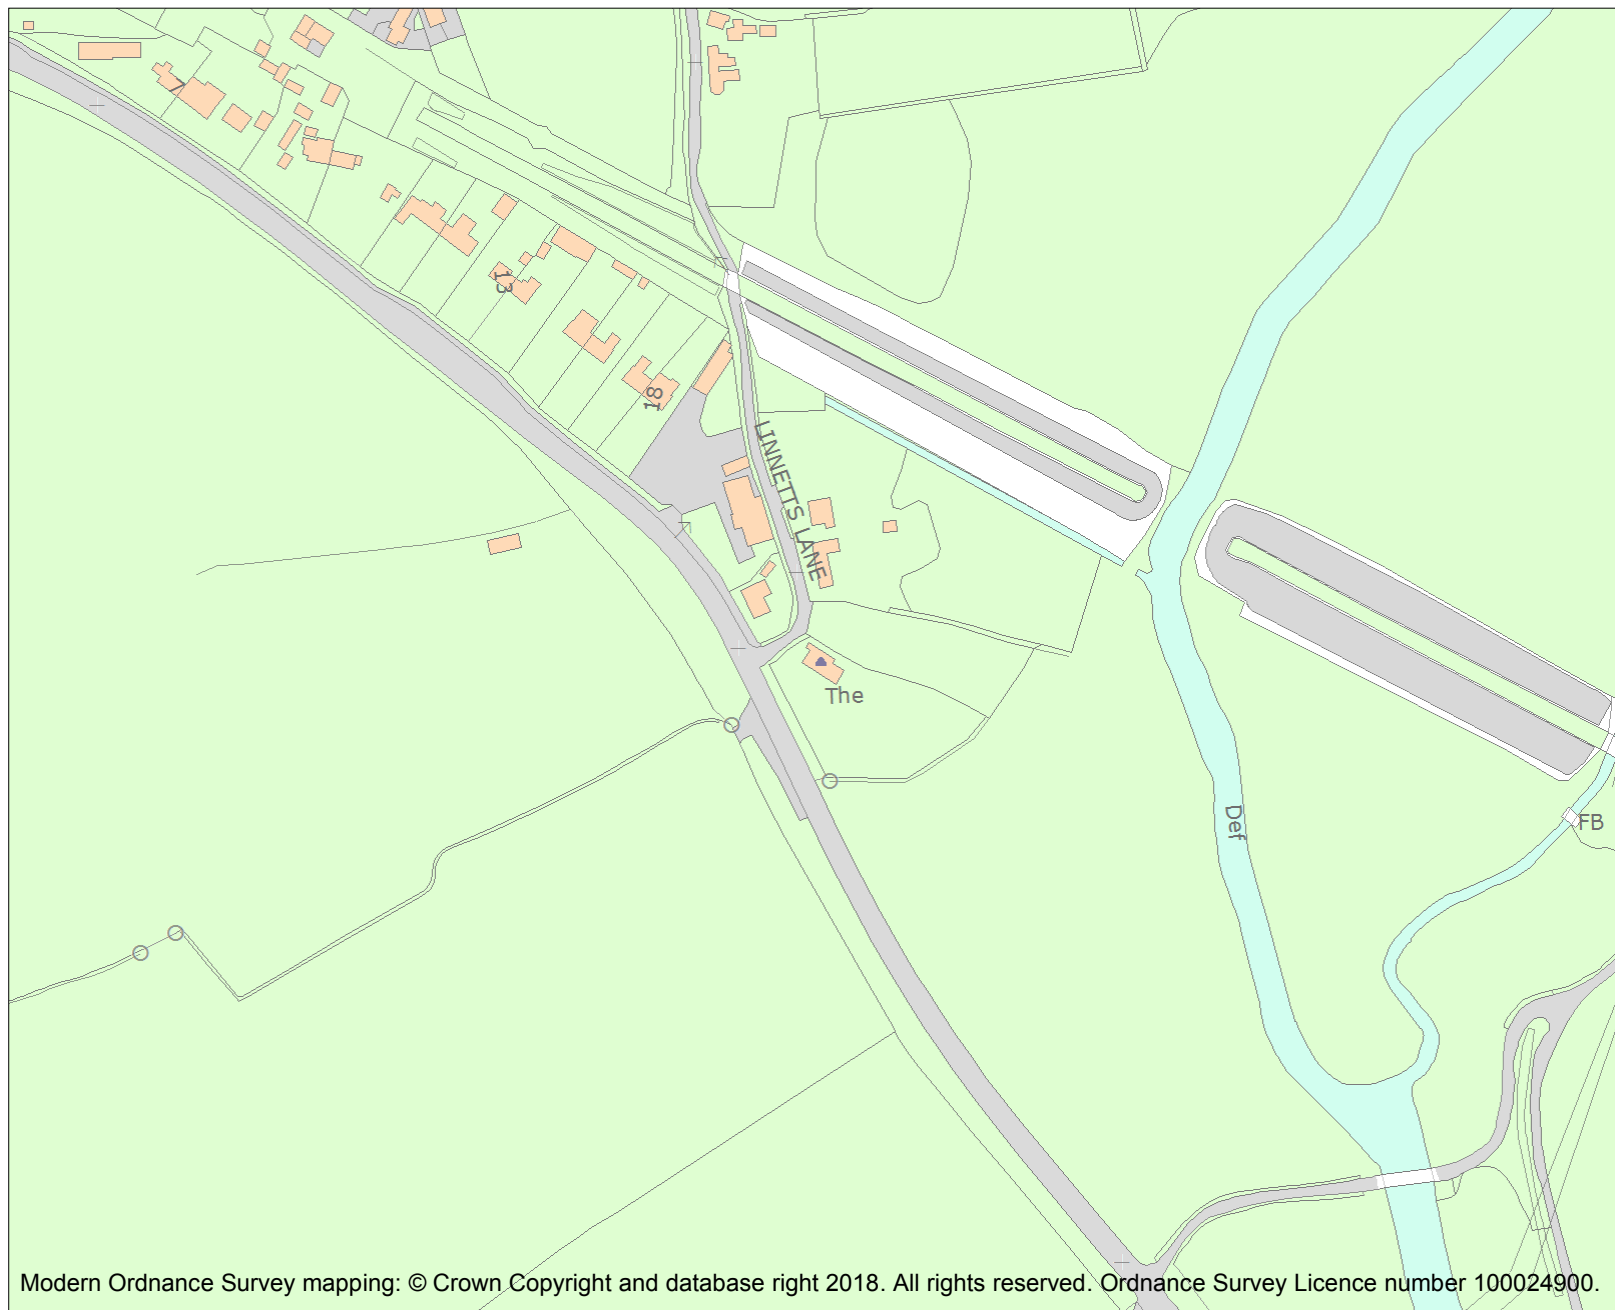 7
13
18
LINNETTS LANE
The
Def
FB
Modern Ordnance Survey mapping: © Crown Copyright and database right 2018. All rights reserved. Ordnance Survey Licence number 100024900.